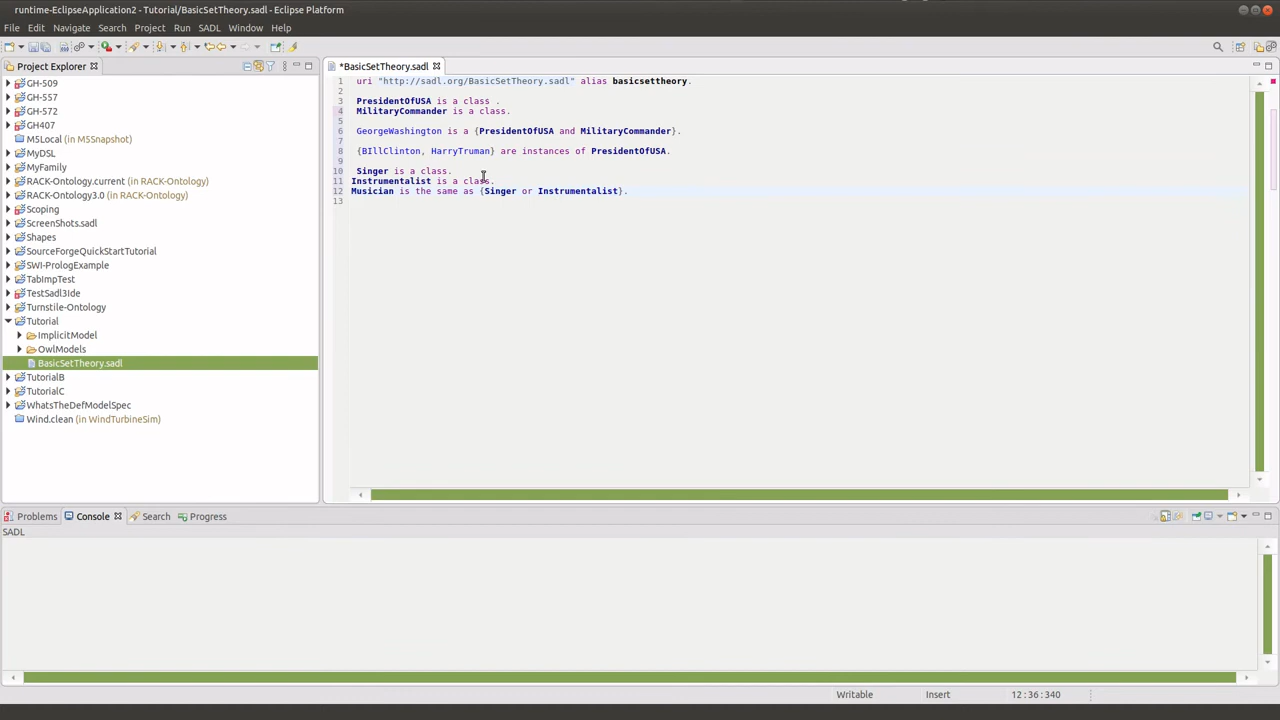 runtime-EclipseApplication2 - Tutorial/BasicSetTheory.sadl - Eclipse Platform
File Edit Navigate Search Project Run SADL Window Help
Project Explorer
GH-509
GH-557
GH-572
GH407
M5Local (in M5Snapshot)
MyDSL
MyFamily
RACK-Ontology.current (in RACK-Ontology)
RACK-Ontology3.0 (in RACK-Ontology)
Scoping
ScreenShots.sadl
Shapes
SourceForgeQuickStartTutorial
SWI-PrologExample
TabImpTest
TestSadl3Ide
Turnstile-Ontology
Tutorial
ImplicitModel
OwlModels
BasicSetTheory.sadl
TutorialB
TutorialC
WhatsTheDefModelSpec
Wind.clean (in WindTurbineSim)
*BasicSetTheory.sadl
1 uri "http://sadl.org/BasicSetTheory.sadl" alias basicsettheory.
2
3 PresidentOfUSA is a class .
4 MilitaryCommander is a class.
5
6 GeorgeWashington is a {PresidentOfUSA and MilitaryCommander}.
7
8 {BIllClinton, HarryTruman} are instances of PresidentOfUSA.
9
10 Singer is a class.
11 Instrumentalist is a class.
12 Musician is the same as {Singer or Instrumentalist}.
13
Problems Console Search Progress
SADL
Writable Insert 12:36:340